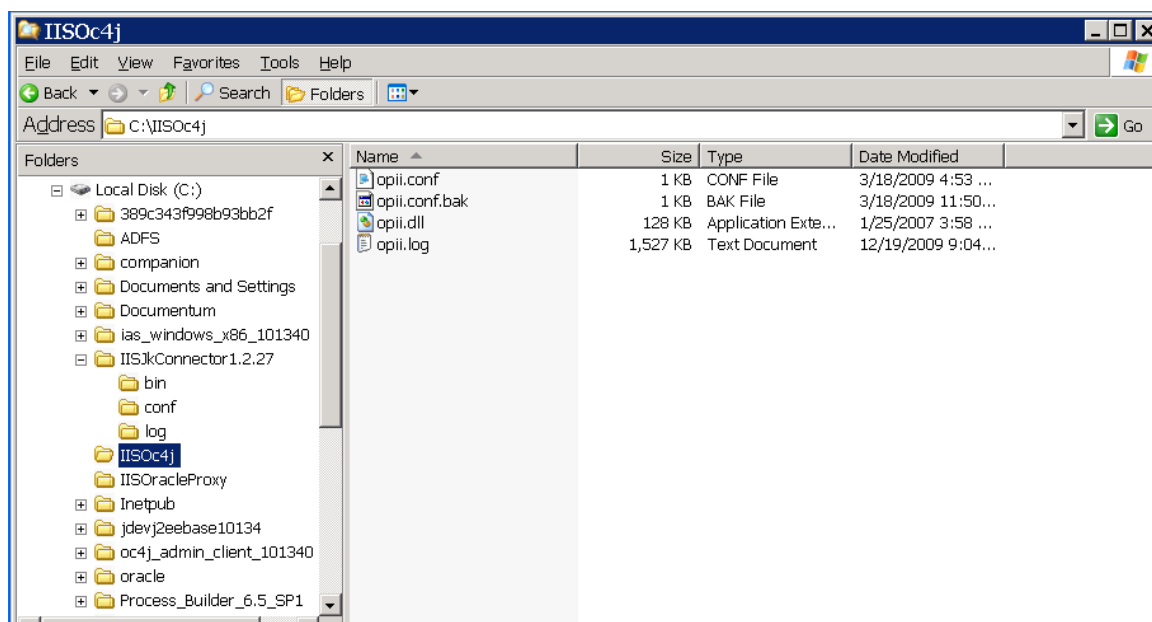 IISOc4j
File Edit View Favorites Tools Help
Back Search Folders
Address C:\IISOc4j Go
Folders x
Name Size Type Date Modified
Local Disk (C:)
389c343f998b93bb2f
ADFS
companion
Documents and Settings
Documentum
ias_windows_x86_101340
IISJkConnector1.2.27
bin
conf
log
IISOc4j
IISOracleProxy
Inetpub
jdevj2eebase10134
oc4j_admin_client_101340
oracle
Process_Builder_6.5_SP1
opii.conf 1 KB CONF File 3/18/2009 4:53 ...
opii.conf.bak 1 KB BAK File 3/18/2009 11:50...
opii.dll 128 KB Application Exte... 1/25/2007 3:58 ...
opii.log 1,527 KB Text Document 12/19/2009 9:04...